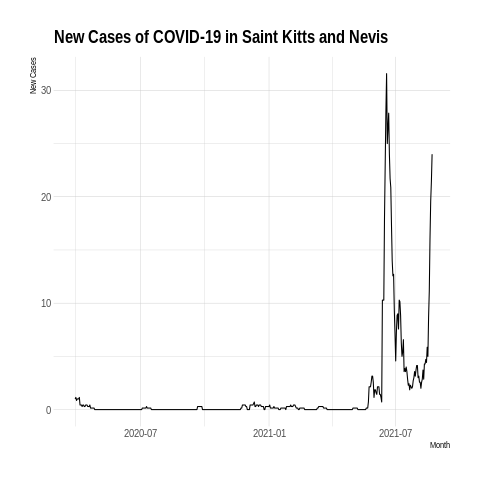 New Cases of COVID-19 in Saint Kitts and Nevis
New Cases
30
20
10
0
2020-07
2021-01
2021-07
Month